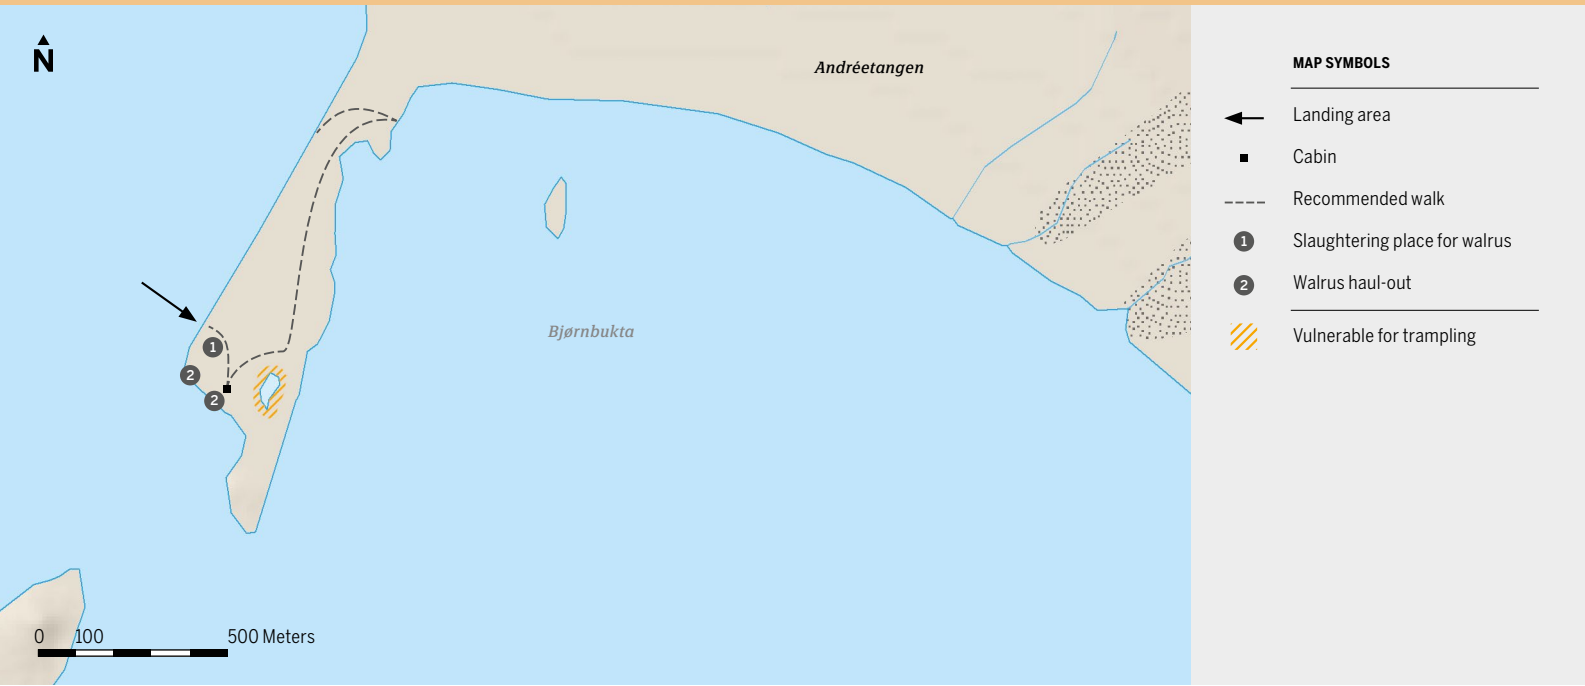 N
Andréetangen
Bjørnbukta
1
2
2
0 100 500 Meters
MAP SYMBOLS
Landing area
Cabin
Recommended walk
1 Slaughtering place for walrus
2 Walrus haul-out
Vulnerable for trampling